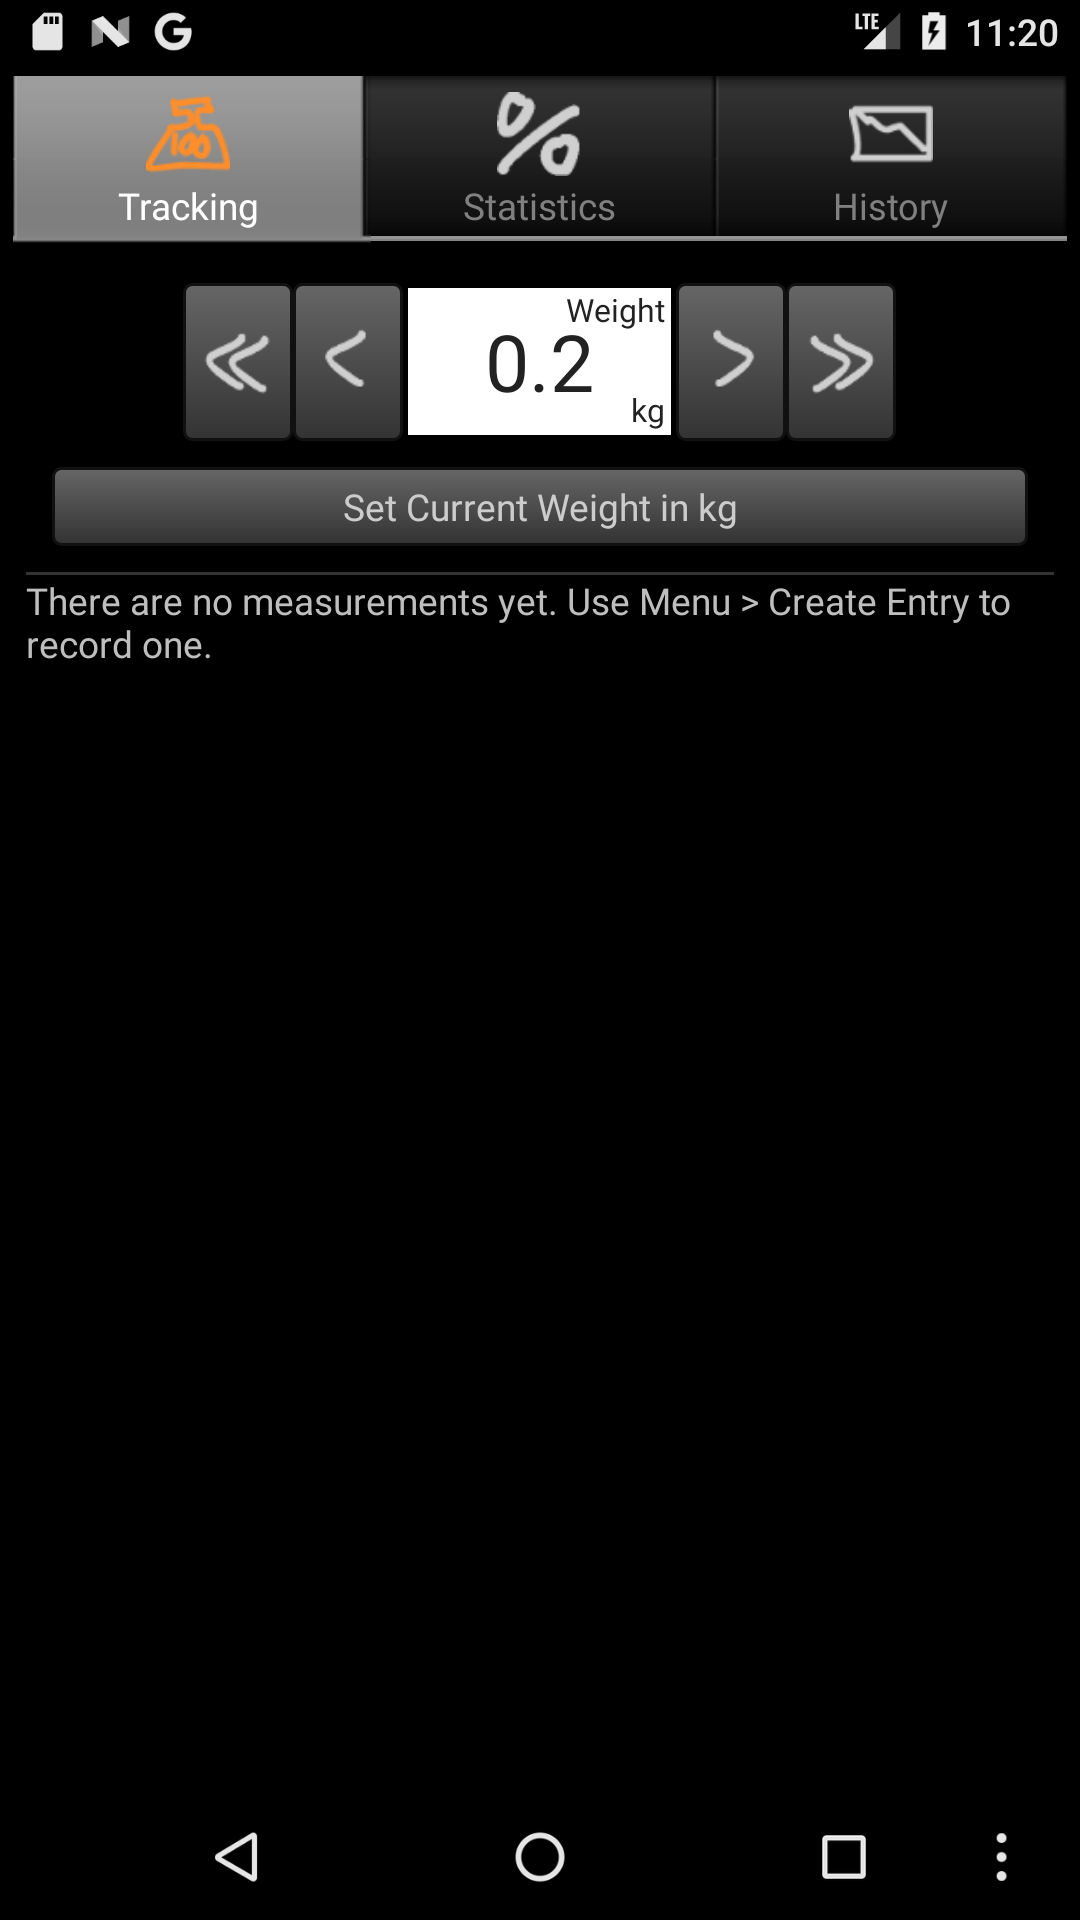 LTE 11:20
100
Tracking
%
Statistics
History
Weight
0.2
kg
Set Current Weight in kg
There are no measurements yet. Use Menu > Create Entry to
record one.